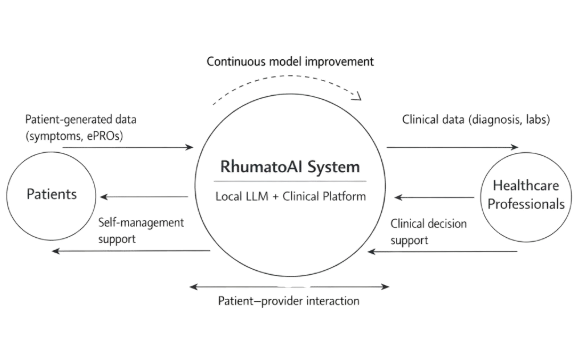 Continuous model improvement
Patient-generated data
(symptoms, ePROs)
Clinical data (diagnosis, labs)
RhumatoAI System
Local LLM + Clinical Platform
Patients
Healthcare
Professionals
Self-management
support
Clinical decision
support
Patient–provider interaction